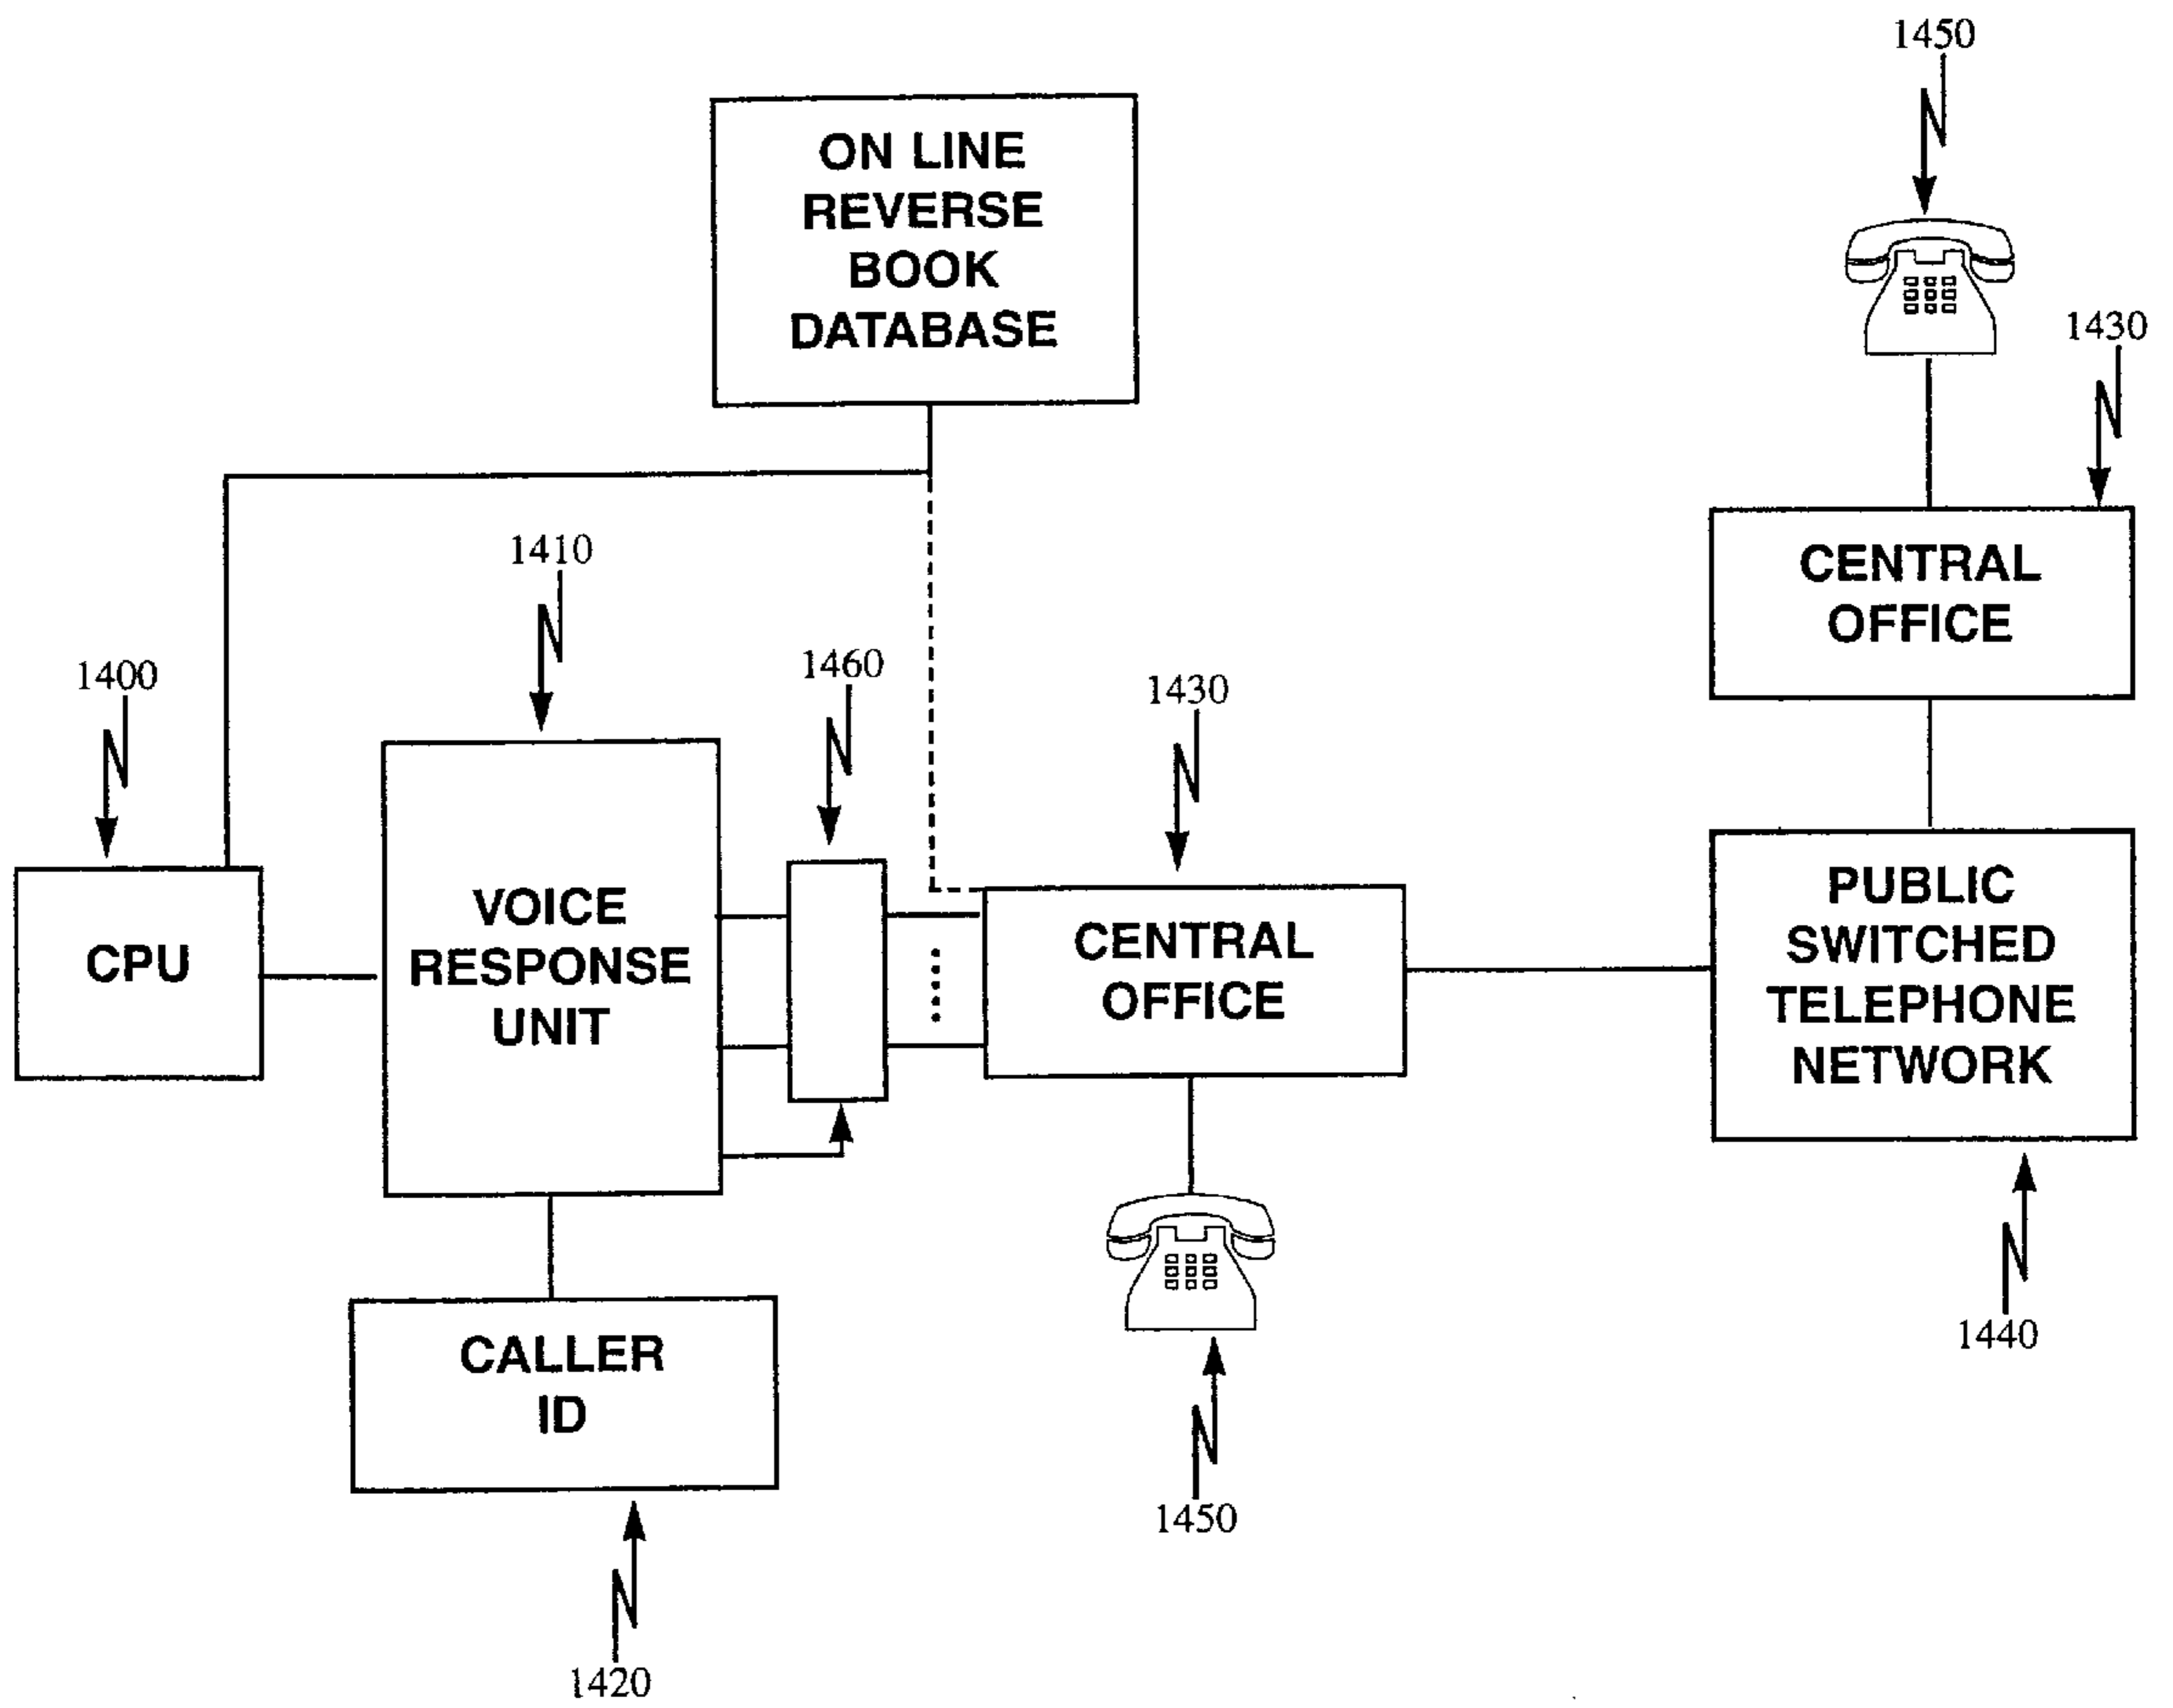 1450
ON LINE
REVERSE
BOOK
DATABASE
1430
1410
CENTRAL
OFFICE
1460
1400
1430
VOICE
RESPONSE
UNIT
CPU
CENTRAL
OFFICE
PUBLIC
SWITCHED
TELEPHONE
NETWORK
CALLER
ID
1440
1450
1420